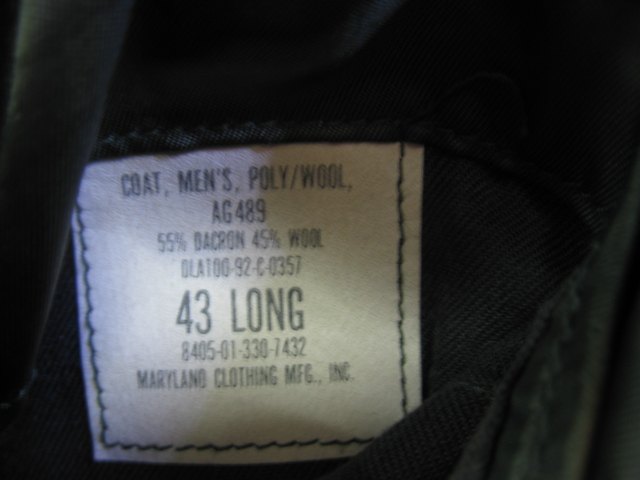 COAT, MEN'S, POLY/WOOL,
AG489
55% DACRON 45% WOOL
DLA100-92-C-0357
43 LONG
8405-01-330-7432
MARYLAND CLOTHING MFG., INC.